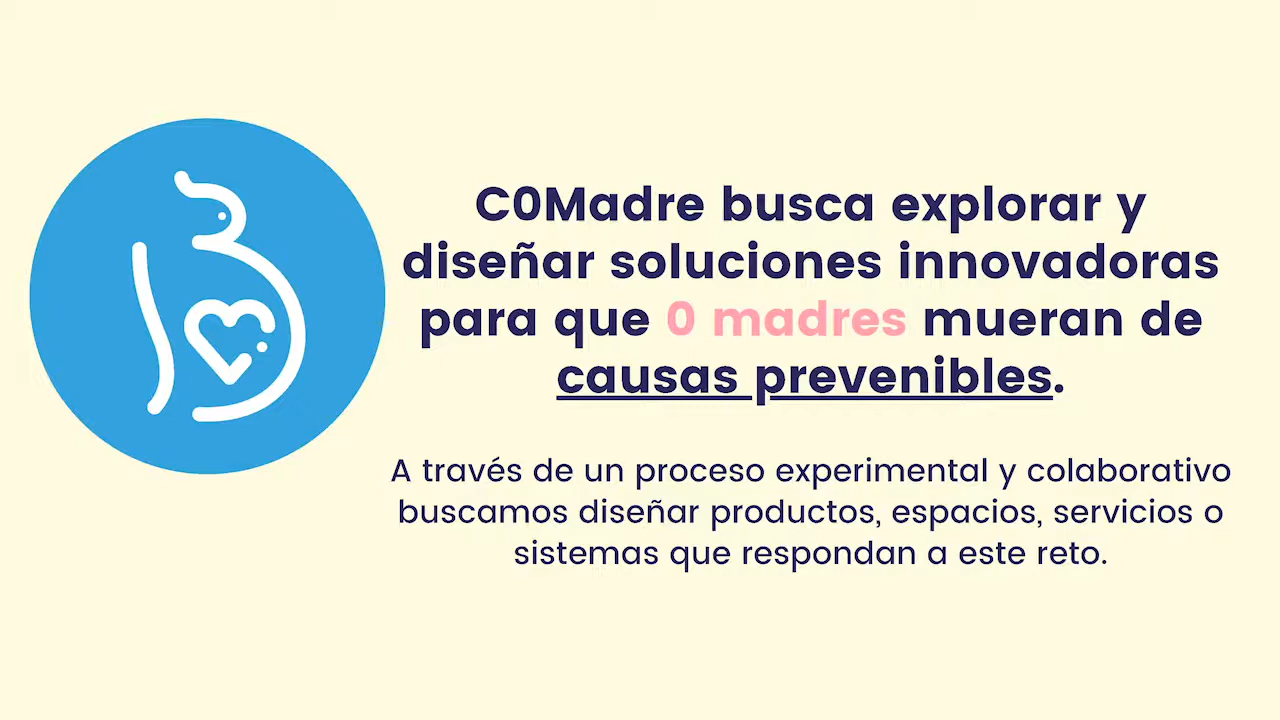 C0Madre busca explorar y
diseñar soluciones innovadoras
para que 0 madres mueran de
causas prevenibles.
A través de un proceso experimental y colaborativo
buscamos diseñar productos, espacios, servicios o
sistemas que respondan a este reto.